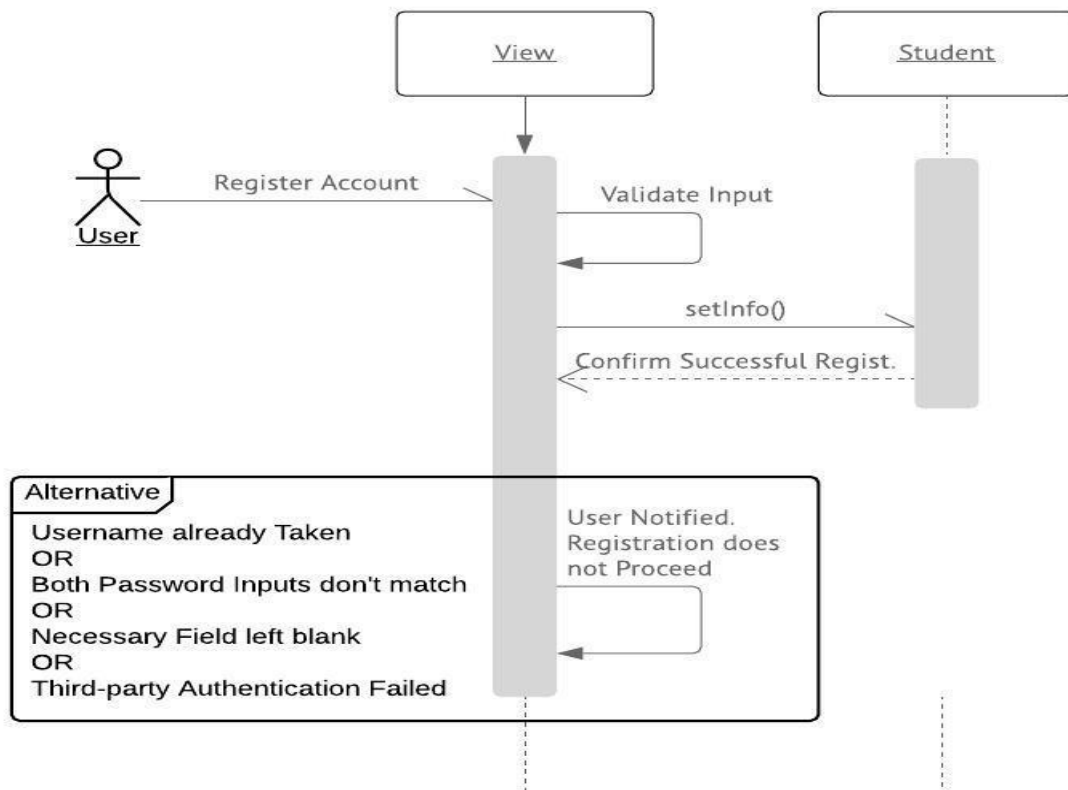 View
Student
Register Account
User
Validate Input
setInfo()
Confirm Successful Regist.
Alternative
Username already Taken
OR
Both Password Inputs don't match
OR
Necessary Field left blank
OR
Third-party Authentication Failed
User Notified.
Registration does
not Proceed